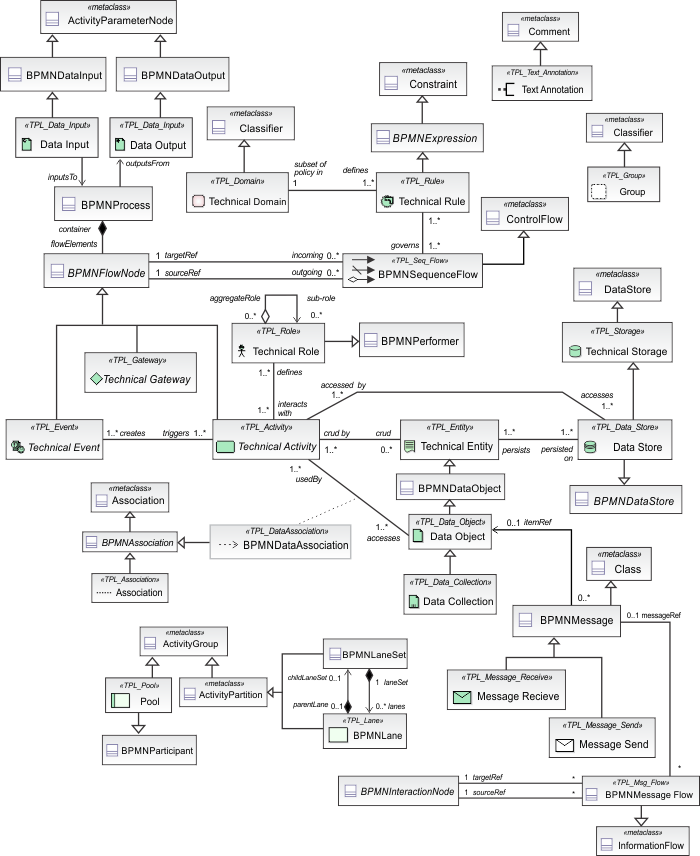 «metaclass»
ActivityParameterNode
«metaclass»
Comment
BPMNDataInput
BPMNDataOutput
«metaclass»
Constraint
«TPL_Text_Annotation»
Text Annotation
«TPL_Data_Input»
Data Input
«TPL_Data_Input»
Data Output
«metaclass»
Classifier
BPMNExpression
«metaclass»
Classifier
inputsTo
outputsFrom
«TPL_Domain»
Technical Domain
subset of
policy in
1
defines
1..*
«TPL_Rule»
Technical Rule
«TPL_Group»
Group
BPMNProcess
container
flowElements
governs
1..*
1..*
«metaclass»
ControlFlow
BPMNFlowNode
1 targetRef
incoming 0..*
1 sourceRef
outgoing 0..*
«TPL_Seq_Flow»
BPMNSequenceFlow
«metaclass»
DataStore
aggregateRole
sub-role
0..*
0..*
«TPL_Role»
Technical Role
BPMNPerformer
«TPL_Storage»
Technical Storage
«TPL_Gateway»
Technical Gateway
1..*
defines
1..*
interacts
with
accessed by
1..*
accesses
1..*
«TPL_Event»
Technical Event
1..* creates
triggers 1..*
«TPL_Activity»
Technical Activity
crud by
1..*
crud
0..*
«TPL_Entity»
Technical Entity
1..*
persists
1..*
persisted
on
«TPL_Data_Store»
Data Store
1..*
usedBy
BPMNDataObject
BPMNDataStore
«metaclass»
Association
BPMNAssociation
«TPL_DataAssociation»
BPMNDataAssociation
1..*
accesses
«TPL_Data_Object»
Data Object
0..1 itemRef
«TPL_Association»
Association
«TPL_Data_Collection»
Data Collection
«metaclass»
Class
0..*
BPMNMessage
0..1 messageRef
«metaclass»
ActivityGroup
BPMNLaneSet
«TPL_Pool»
Pool
«metaclass»
ActivityPartition
childLaneSet 0..1
1 laneSet
parentLane 0..1
0..* lanes
«TPL_Message_Receive»
Message Recieve
«TPL_Lane»
BPMNLane
«TPL_Message_Send»
Message Send
BPMNParticipant
*
BPMNInteractionNode
1 targetRef
*
1 sourceRef
*
«TPL_Msg_Flow»
BPMNMessage Flow
«metaclass»
InformationFlow